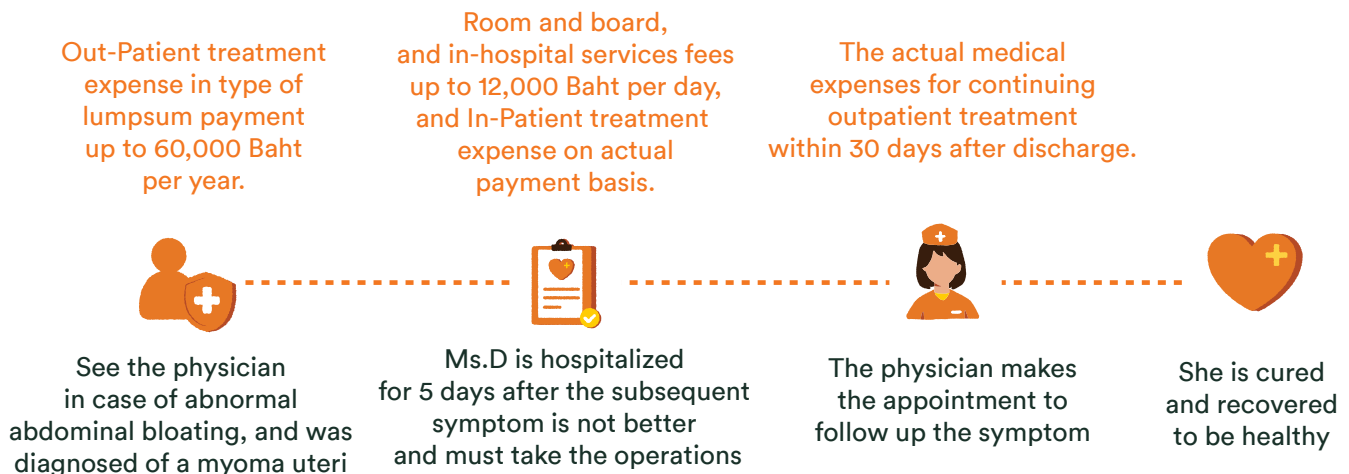 Out-Patient treatment
expense in type of
lumpsum payment
up to 60,000 Baht
per year.
Room and board,
and in-hospital services fees
up to 12,000 Baht per day,
and In-Patient treatment
expense on actual
payment basis.
The actual medical
expenses for continuing
outpatient treatment
within 30 days after discharge.
See the physician
in case of abnormal
abdominal bloating, and was
diagnosed of a myoma uteri
Ms.D is hospitalized
for 5 days after the subsequent
symptom is not better
and must take the operations
The physician makes
the appointment to
follow up the symptom
She is cured
and recovered
to be healthy